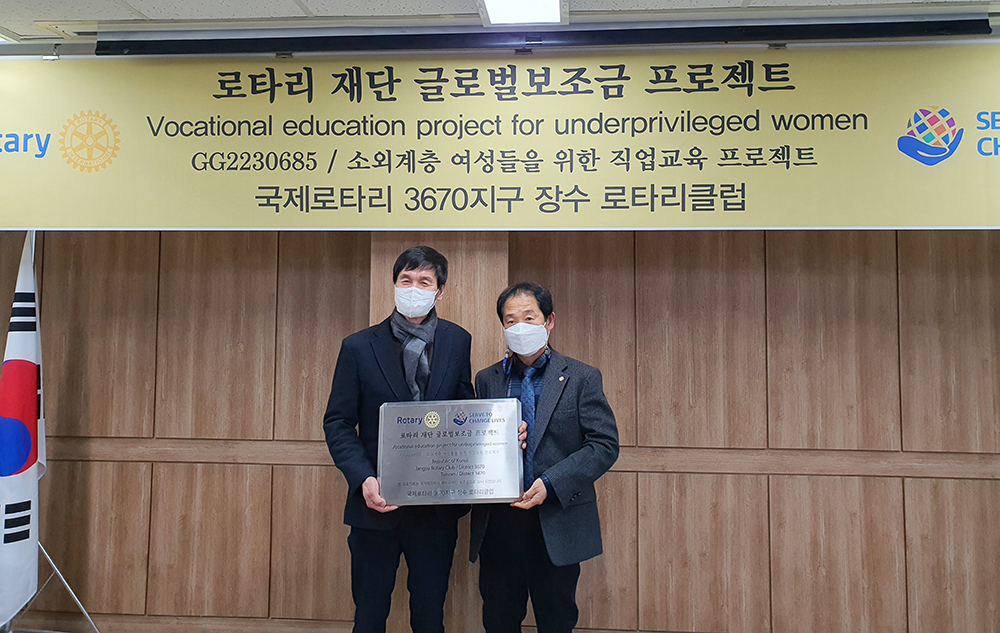 로타리 재단 글로벌보조금 프로젝트
Vocational education project for underprivileged women
GG2230685 / 소외계층 여성들을 위한 직업교육 프로젝트
국제로타리 3670지구 장수 로타리클럽
tary
SE
CH
Rotary
SERVE TO
CHANGE LIVES
로타리 재단 글로벌보조금 프로젝트
Vocational education project for underprivileged women
Republic of Korea
Jangsu Rotary Club / District 3670
Taiwan / District 3470
국제로타리 3670지구 장수 로타리클럽